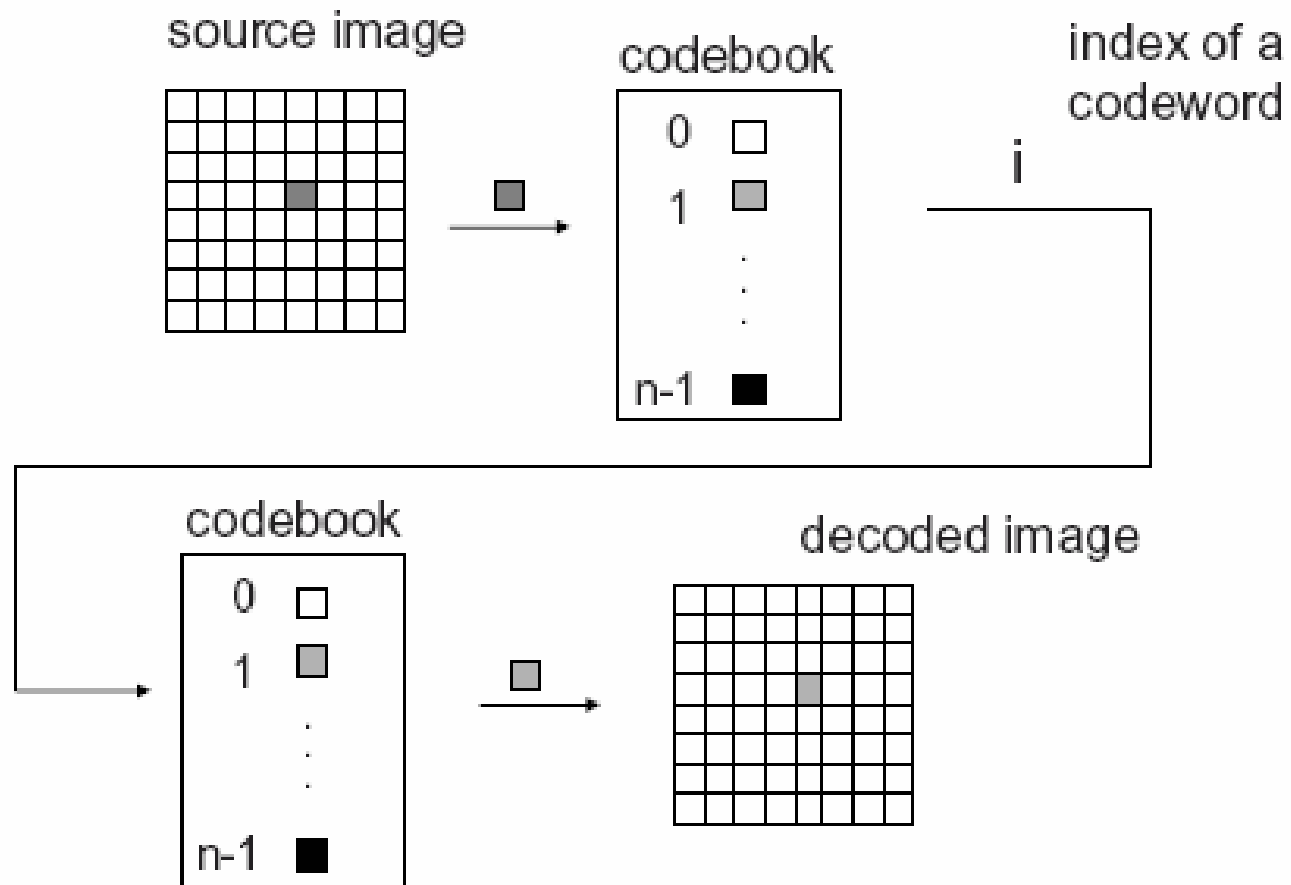 source image
codebook
index of a
codeword
0
1
.
.
.
n-1
i
codebook
0
1
.
.
.
n-1
decoded image